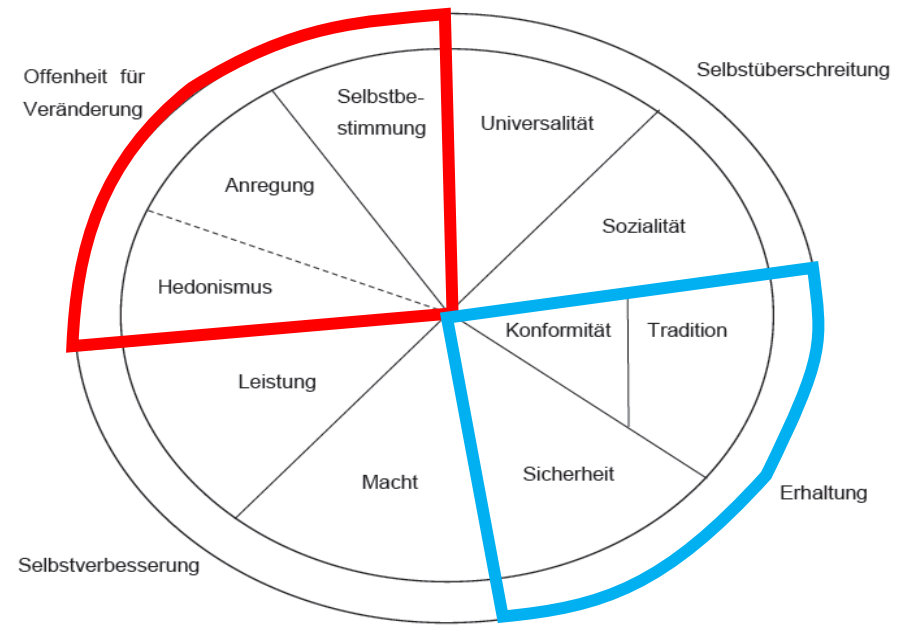 Offenheit für
Veränderung
Selbstüberschreitung
Selbstbe-
stimmung
Universalität
Anregung
Sozialität
Hedonismus
Konformität
Tradition
Leistung
Macht
Sicherheit
Erhaltung
Selbstverbesserung